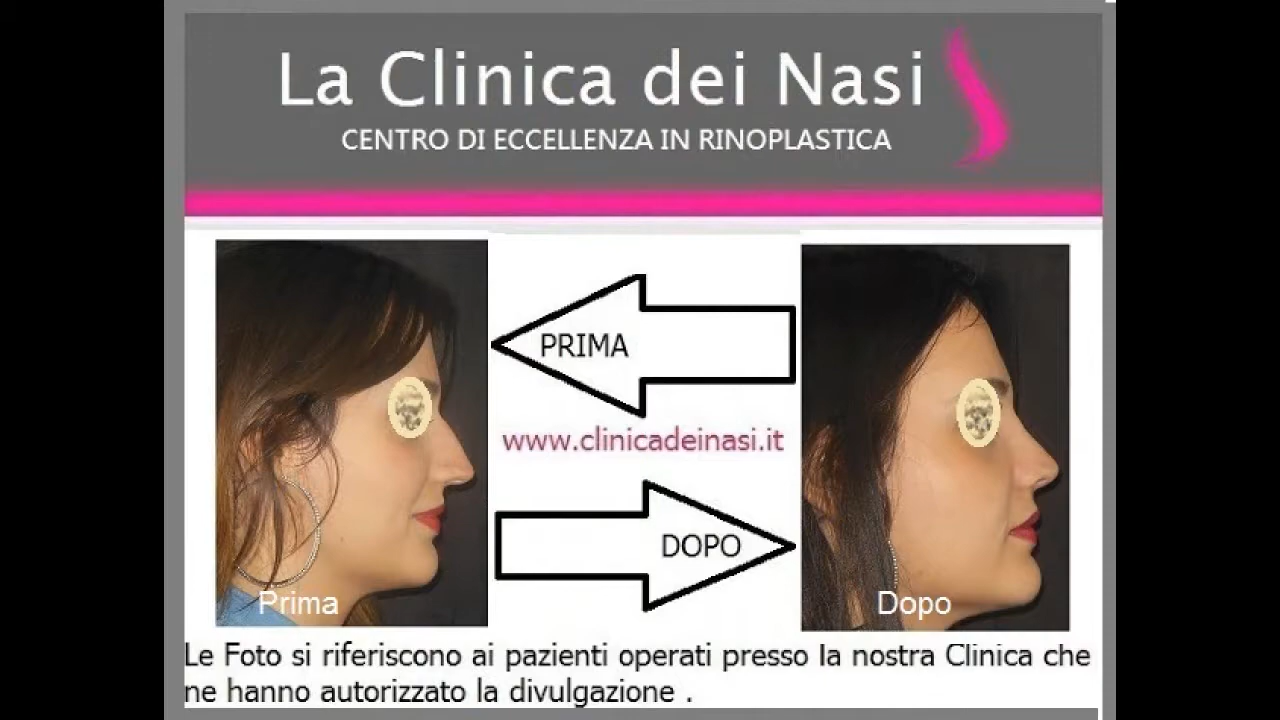 La Clinica dei Nasi
CENTRO DI ECCELLENZA IN RINOPLASTICA
PRIMA
www.clinicadeinasi.it
DOPO
Prima
Dopo
Le Foto si riferiscono ai pazienti operati presso la nostra Clinica che
ne hanno autorizzato la divulgazione .